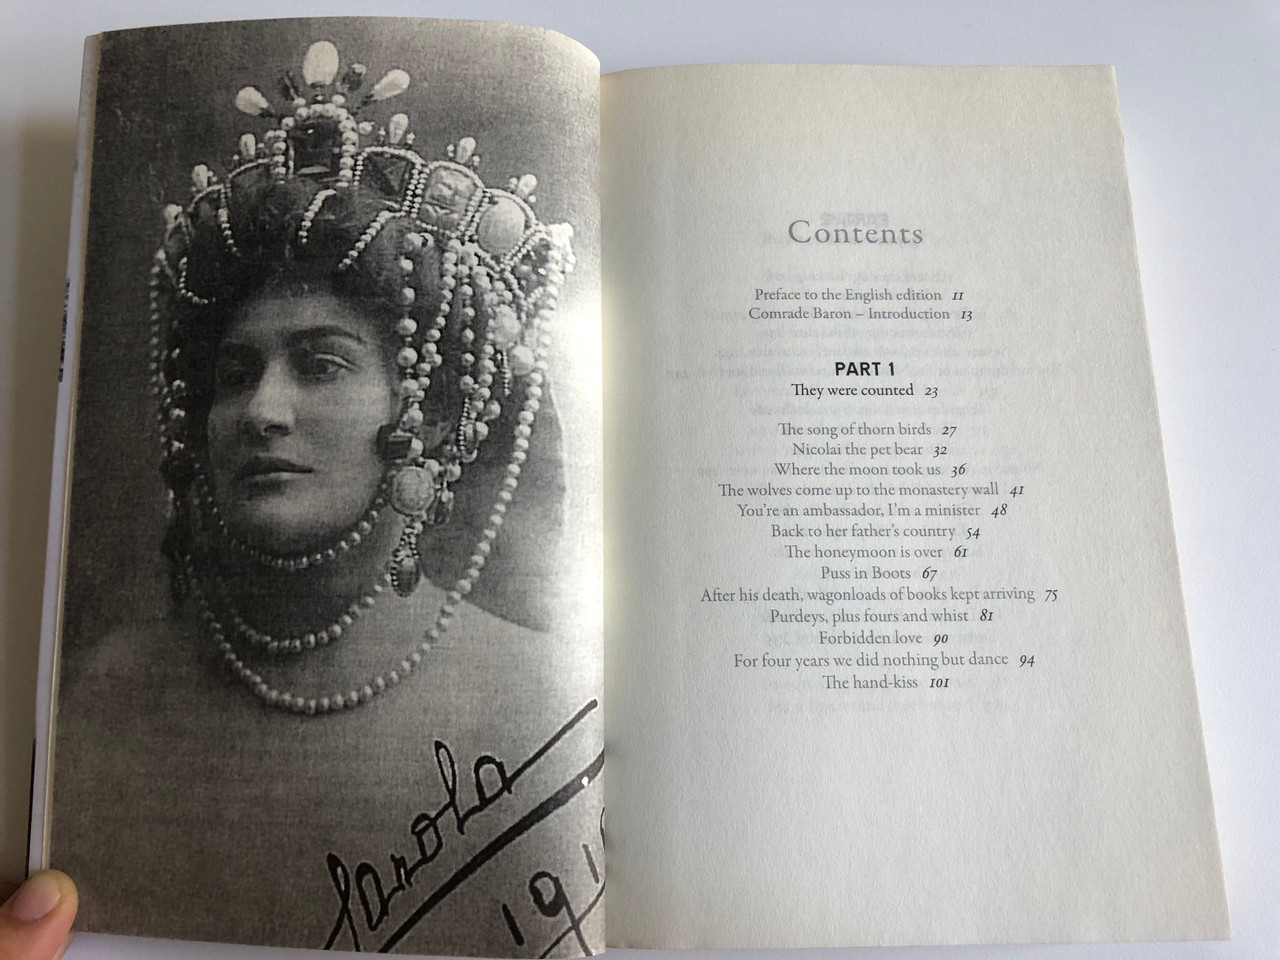 Sarola
191
Contents
Preface to the English edition 11
Comrade Baron – Introduction 13
PART 1
They were counted 23
The song of thorn birds 27
Nicolai the pet bear 32
Where the moon took us 36
The wolves come up to the monastery wall 41
You're an ambassador, I'm a minister 48
Back to her father's country 54
The honeymoon is over 61
Puss in Boots 67
After his death, wagonloads of books kept arriving 75
Purdeys, plus fours and whist 81
Forbidden love 90
For four years we did nothing but dance 94
The hand-kiss 101